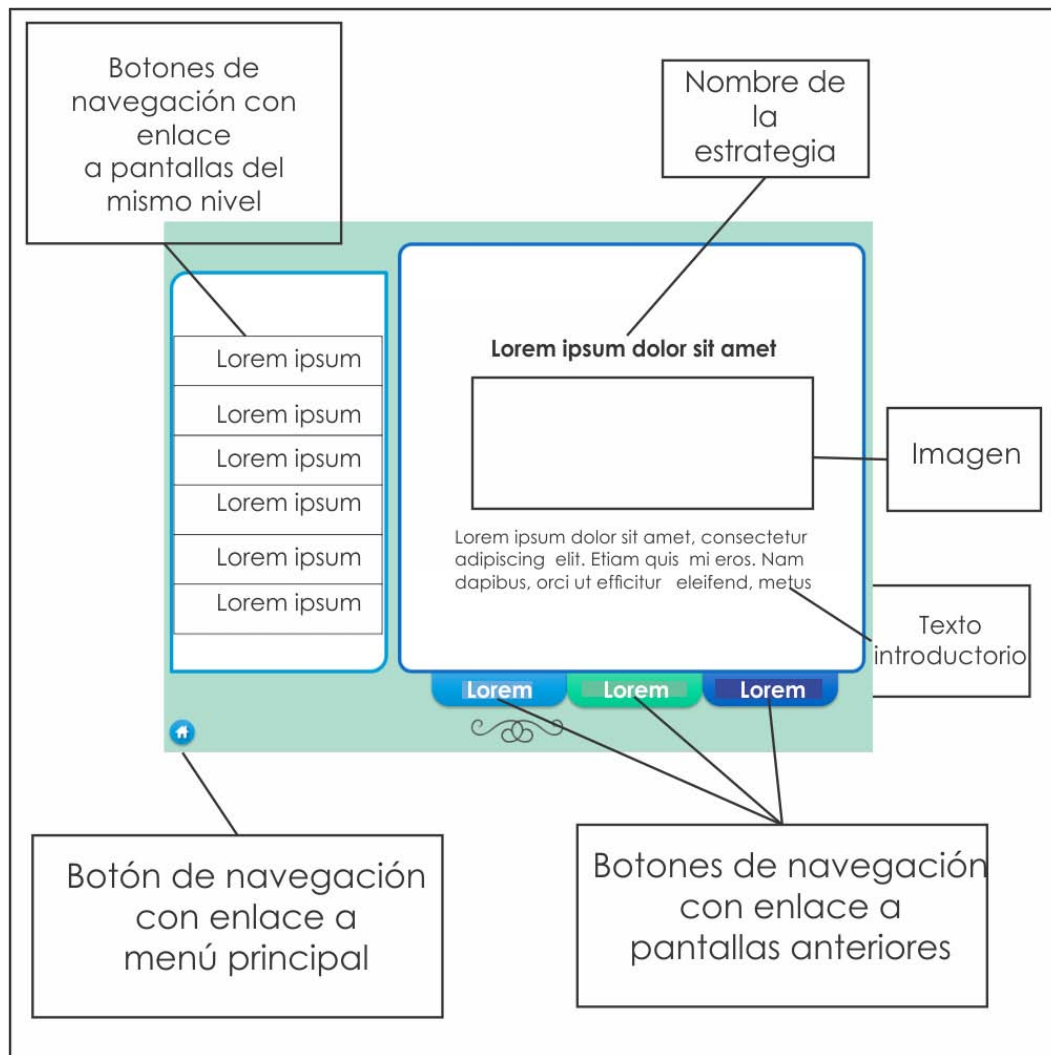 Botones de
navegación con
enlace
a pantallas del
mismo nivel
Nombre de
la
estrategia
Lorem ipsum
Lorem ipsum
Lorem ipsum
Lorem ipsum
Lorem ipsum
Lorem ipsum
Lorem ipsum dolor sit amet
Imagen
Lorem ipsum dolor sit amet, consectetur
adipiscing elit. Etiam quis mi eros. Nam
dapibus, orci ut efficitur eleifend, metus
Texto
introductorio
Lorem
Lorem
Lorem
Botón de navegación
con enlace a
menú principal
Botones de navegación
con enlace a
pantallas anteriores